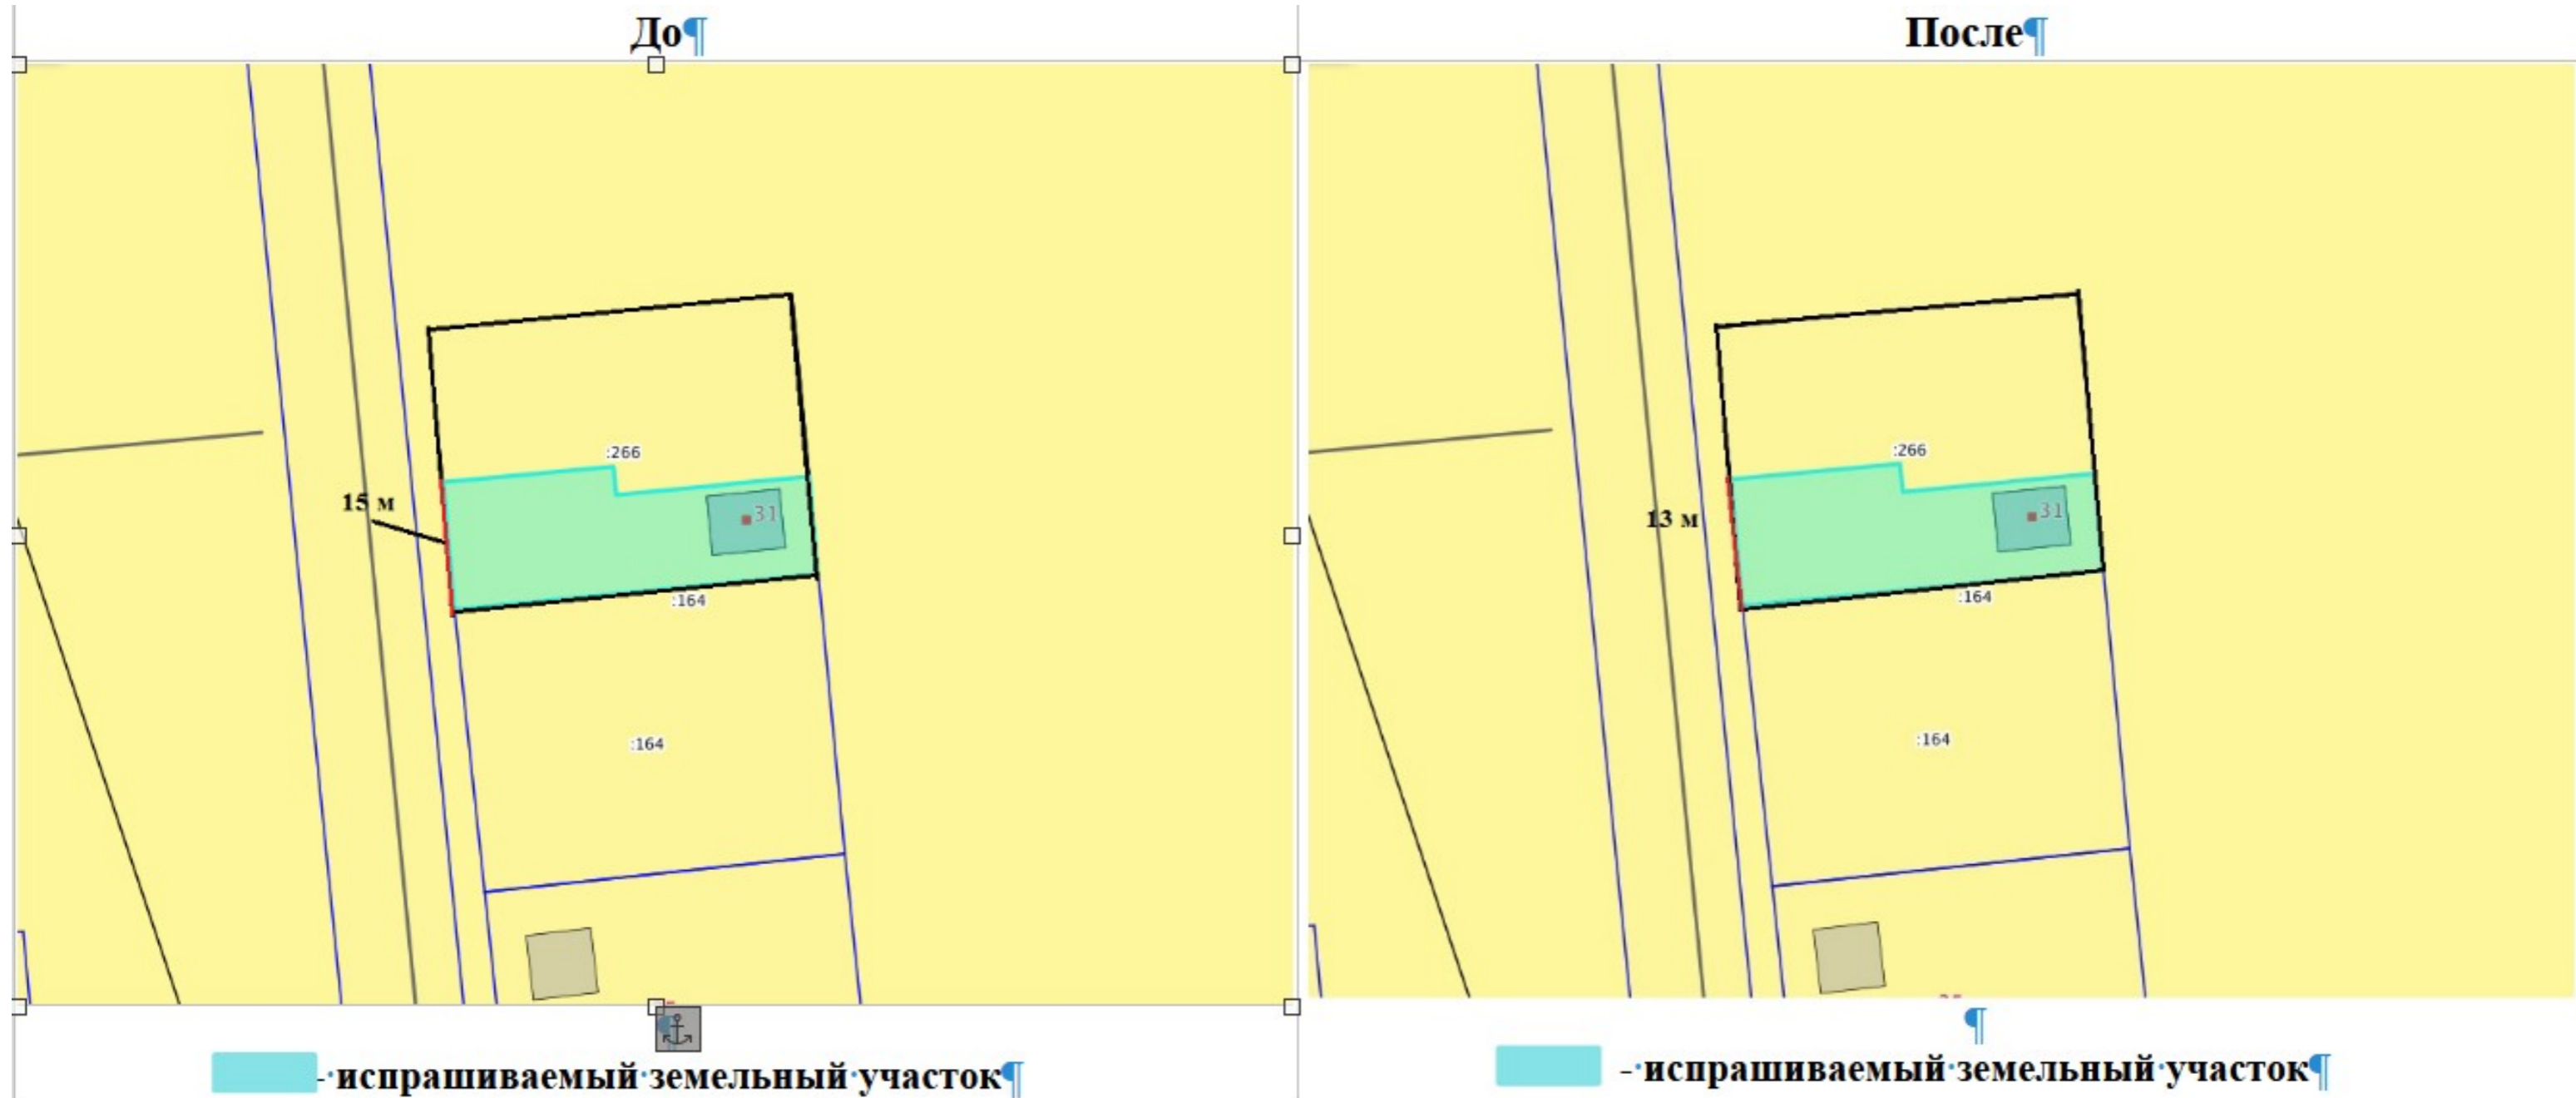 До¶
После¶
:266
15 м
31
:164
:164
:266
13 м
31
:164
:164
¶
- испрашиваемый земельный участок¶
¶
- испрашиваемый земельный участок¶